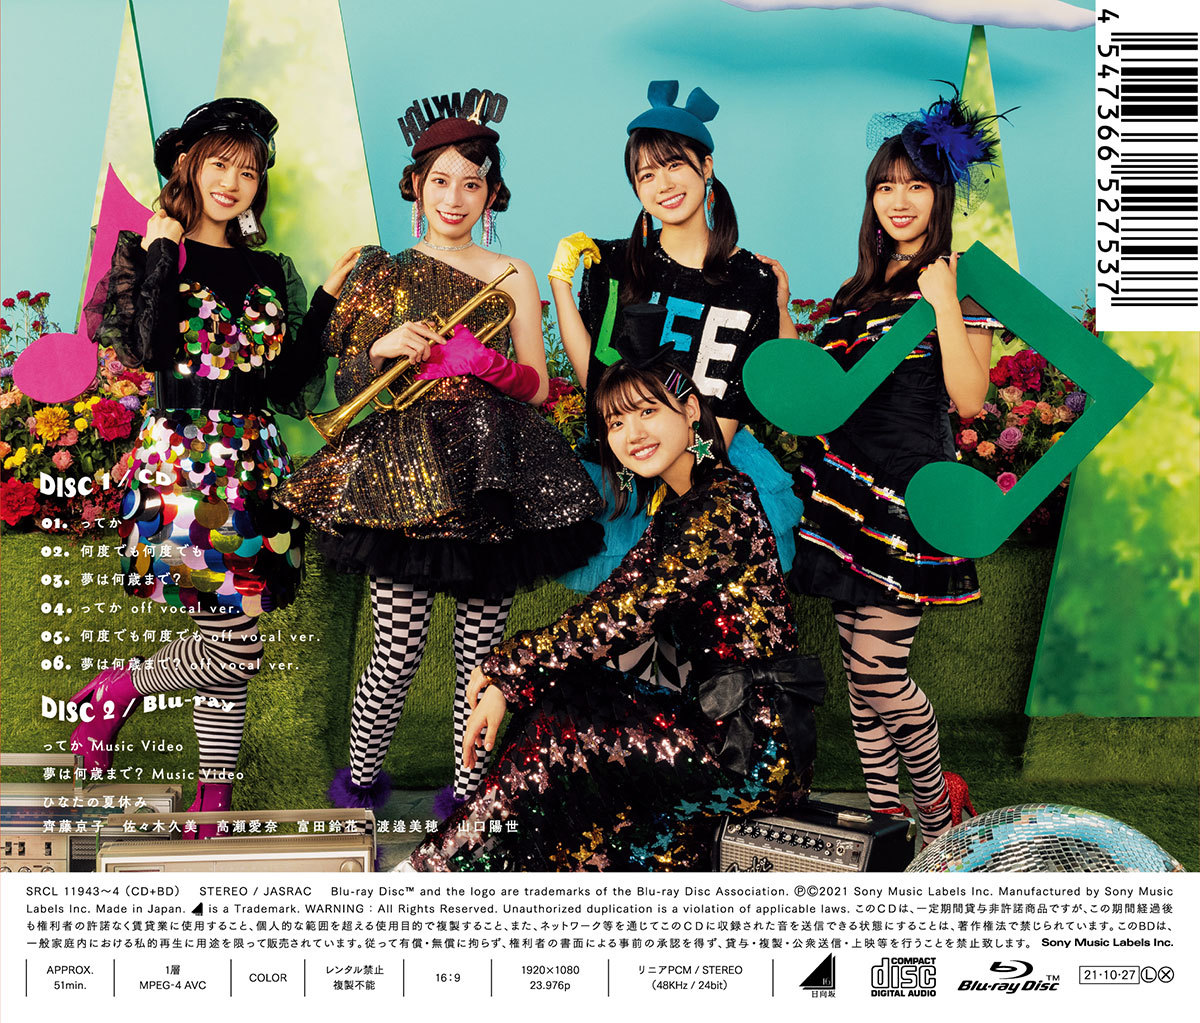 4 547366 527537
HOLLYWOOD
LIFE
DISC 1 / CD
01. ってか
02. 何度でも何度でも
03. 夢は何歳まで?
04. ってか off vocal ver.
05. 何度でも何度でも off vocal ver.
06. 夢は何歳まで? off vocal ver.
DISC 2 / Blu-ray
ってか Music Video
夢は何歳まで? Music Video
ひなたの夏休み
齊藤京子 佐々木久美 高瀬愛奈 富田鈴花 渡邉美穂 山口陽世
SRCL 11943〜4（CD+BD） STEREO / JASRAC Blu-ray Disc™ and the logo are trademarks of the Blu-ray Disc Association. ℗©2021 Sony Music Labels Inc. Manufactured by Sony Music
Labels Inc. Made in Japan. is a Trademark. WARNING : All Rights Reserved. Unauthorized duplication is a violation of applicable laws. このCDは、一定期間貸与非許諾商品ですが、この期間経過後
も権利者の許諾なく賃貸業に使用すること、個人的な範囲を超える使用目的で複製すること、また、ネットワーク等を通じてこのCDに収録された音を送信できる状態にすることは、著作権法で禁じられています。このBDは、
一般家庭内における私的再生に用途を限って販売されています。従って有償・無償に拘らず、権利者の書面による事前の承認を得ず、貸与・複製・公衆送信・上映等を行うことを禁止致します。 Sony Music Labels Inc.
APPROX. 51min.
1層 MPEG-4 AVC
COLOR
レンタル禁止 複製不能
16:9
1920×1080 23.976p
リニアPCM / STEREO (48KHz / 24bit)
46
日向坂
COMPACT disc DIGITAL AUDIO
Blu-ray Disc™
21・10・27 Ⓛ Ⓧ